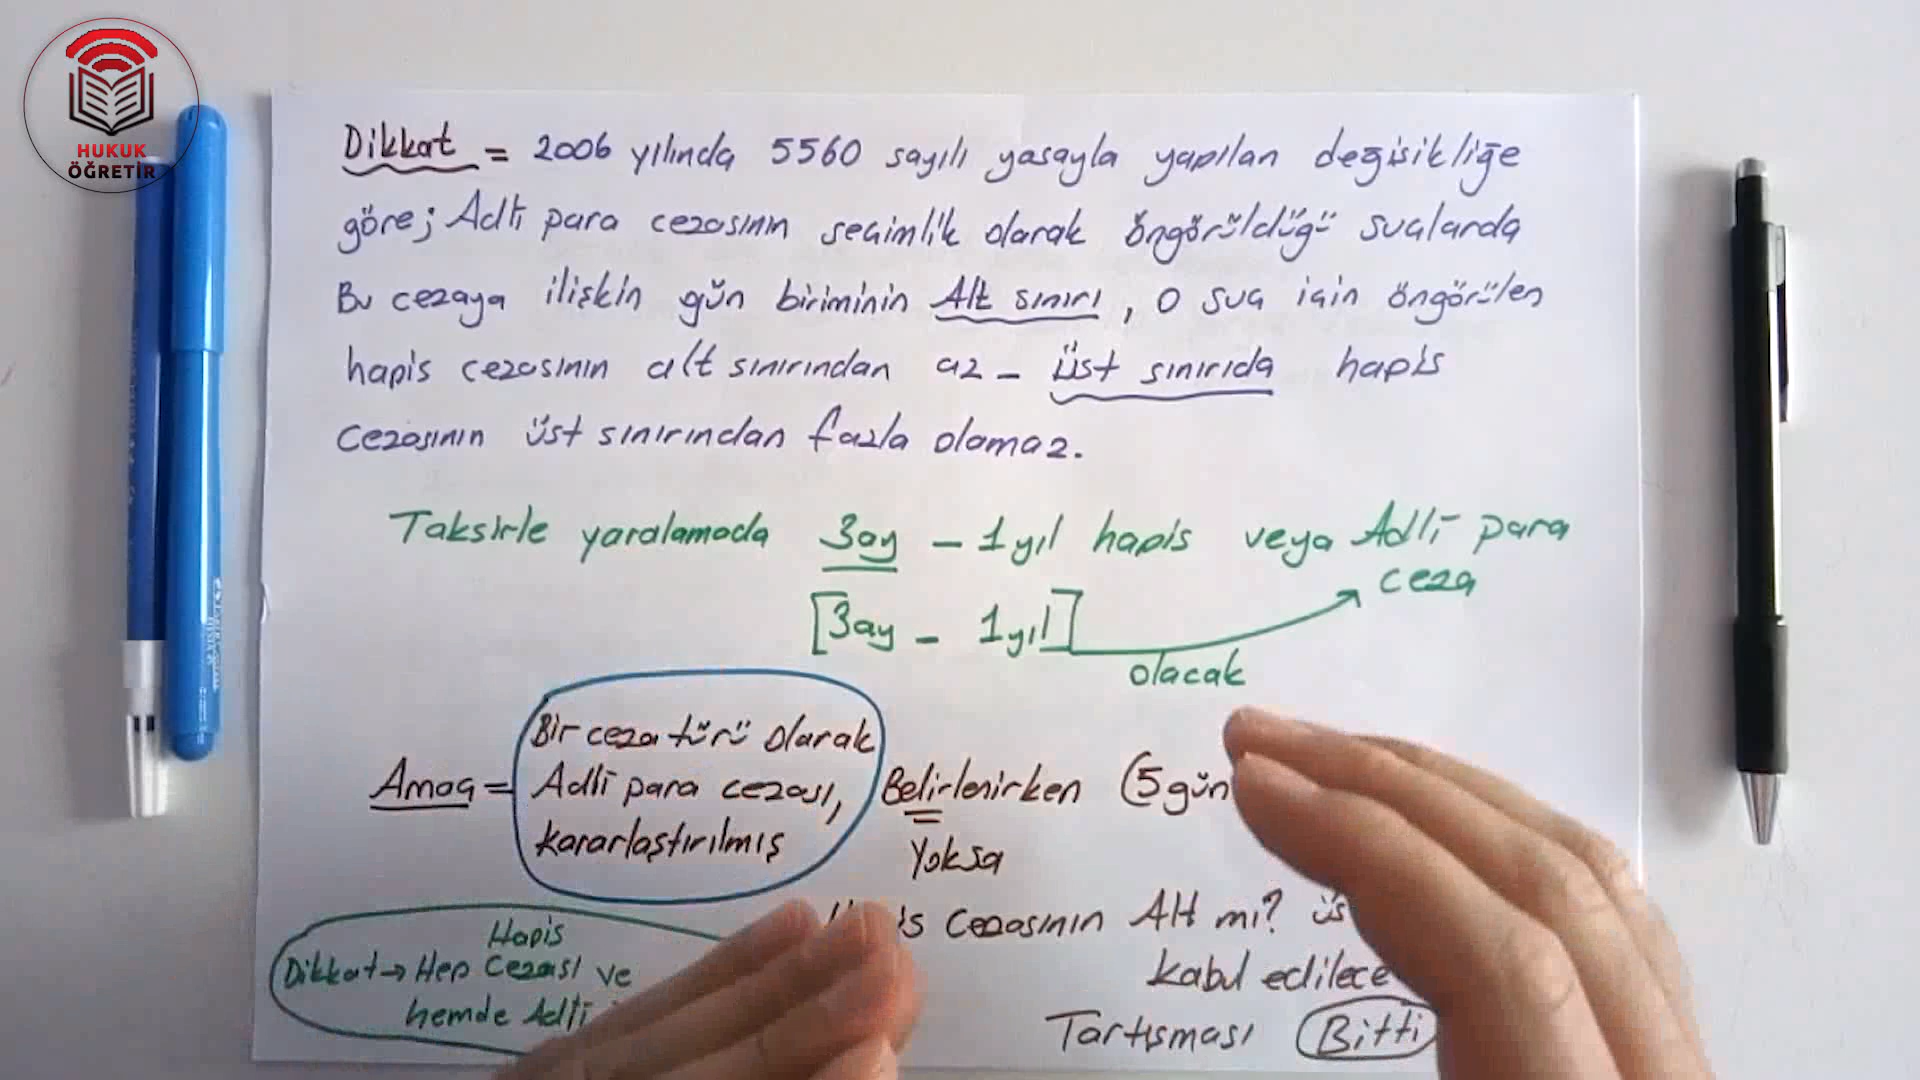 HUKUK
ÖĞRETİR
Dikkat = 2006 yılında 5560 sayılı yasayla yapılan değişikliğe
göre; Adli para cezasının seçimlik olarak öngörüldüğü suçlarda
Bu cezaya ilişkin gün biriminin Alt sınırı, o suç için öngörülen
hapis cezasının alt sınırından az - üst sınırıda hapis
cezasının üst sınırından fazla olamaz.
Taksirle yaralamada 3ay - 1yıl hapis veya Adli para
ceza
[3ay - 1yıl]
olacak
Bir ceza türü olarak
Amaç = Adli para cezası, Belirlenirken (5gün
kararlaştırılmış
Yoksa
cezasının Alt mı?
Hapis
Dikkat → Hep Cezası ve
kabul
hemde Adli
Tartışması Bitti